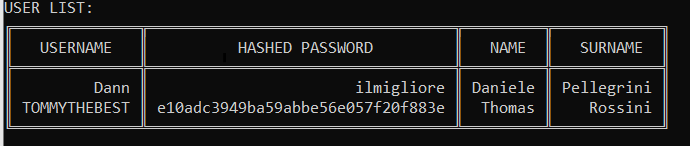 USER LIST:
USERNAME HASHED PASSWORD NAME SURNAME
Dann ilmigliore Daniele Pellegrini
TOMMYTHEBEST e10adc3949ba59abbe56e057f20f883e Thomas Rossini